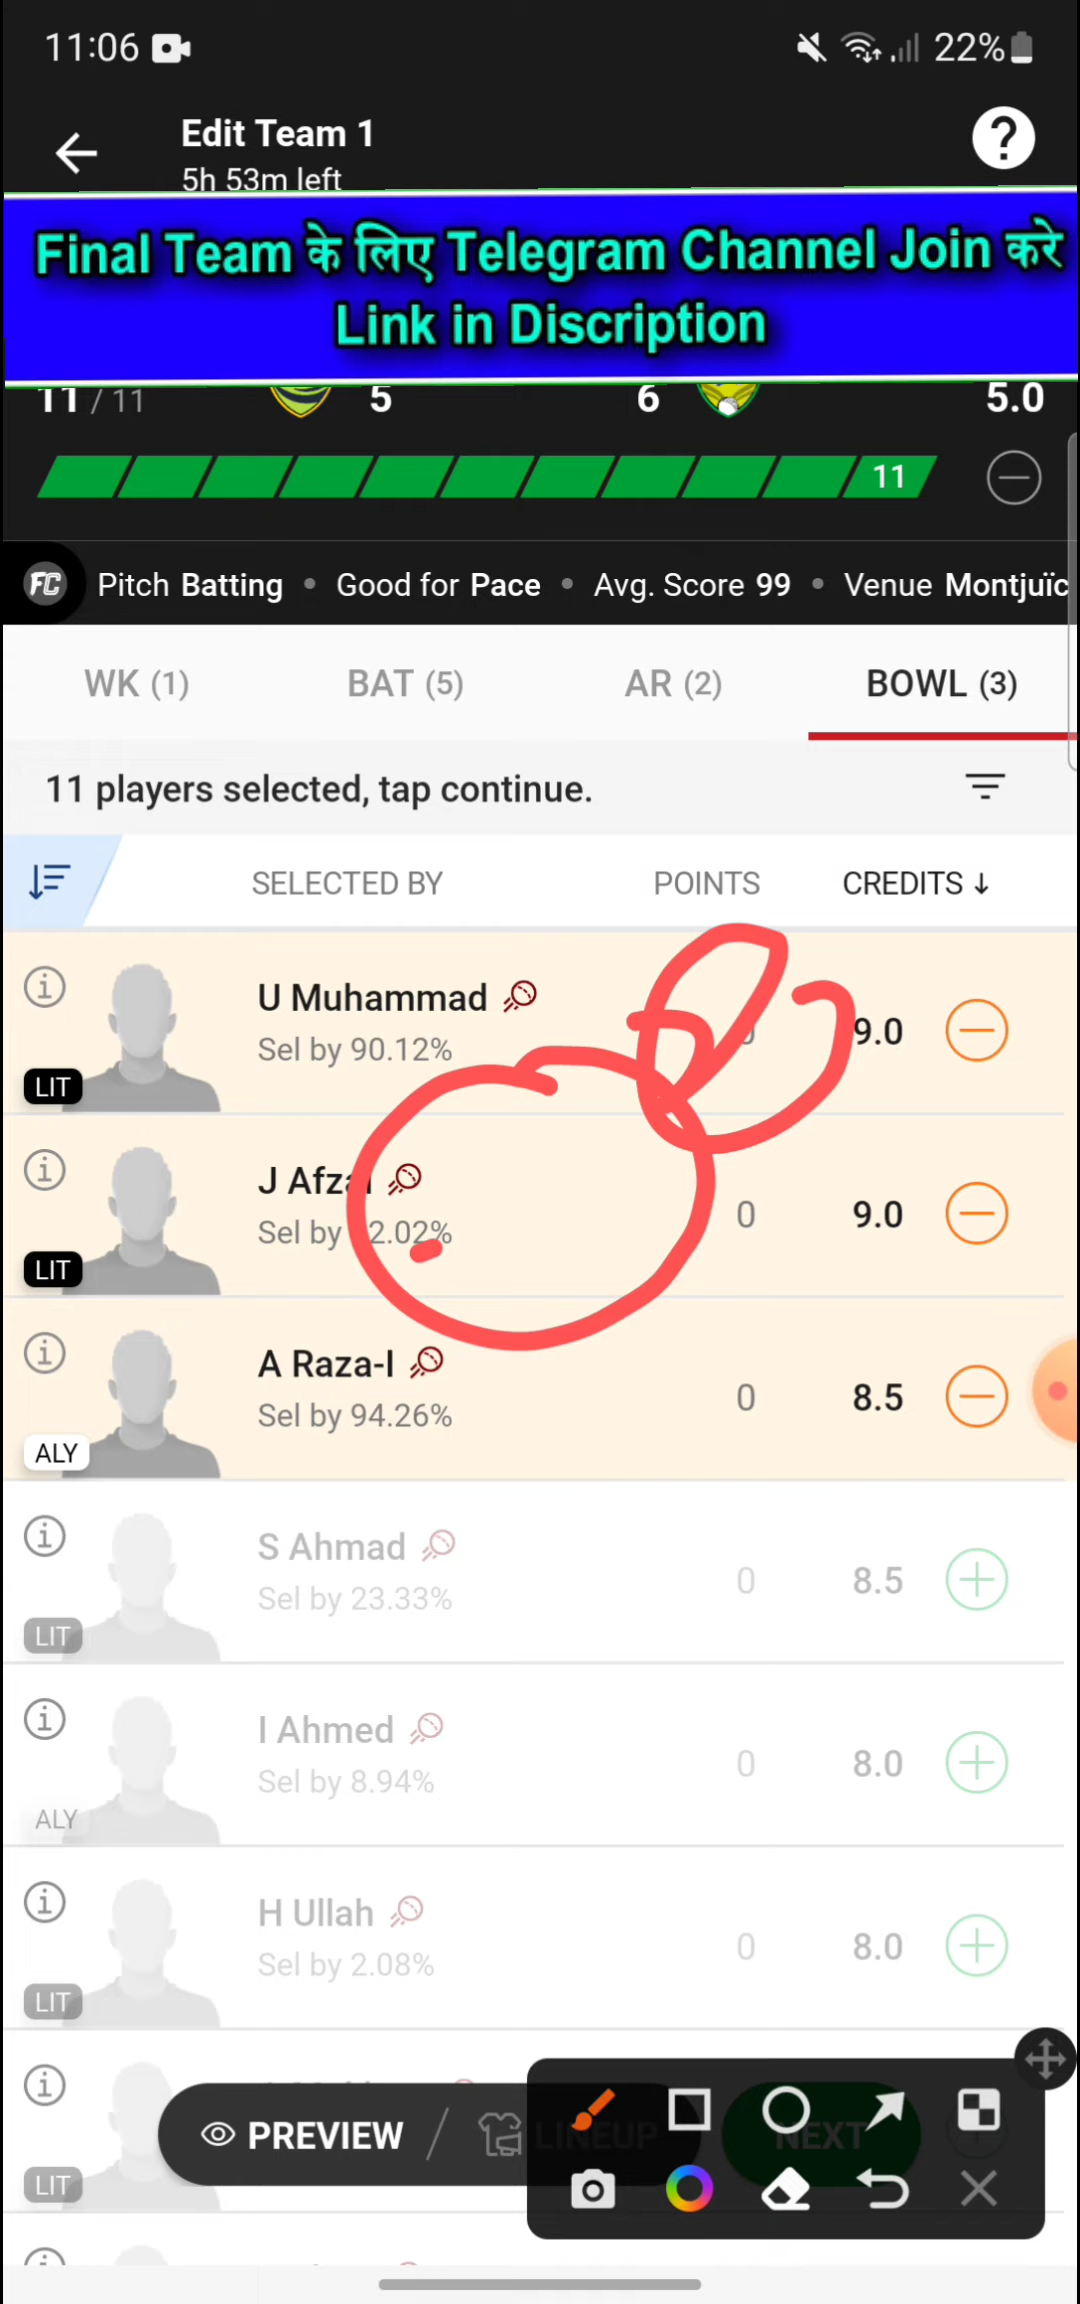 11:06
22%
Edit Team 1
5h 53m left
Final Team के लिए Telegram Channel Join करे
Link in Discription
11 / 11
5
6
5.0
11
FC Pitch Batting • Good for Pace • Avg. Score 99 • Venue Montjuïc
WK (1)
BAT (5)
AR (2)
BOWL (3)
11 players selected, tap continue.
SELECTED BY
POINTS
CREDITS ↓
U Muhammad
Sel by 90.12%
9.0
LIT
J Afzal
Sel by 2.02%
0
9.0
LIT
A Raza-I
Sel by 94.26%
0
8.5
ALY
S Ahmad
Sel by 23.33%
0
8.5
LIT
I Ahmed
Sel by 8.94%
0
8.0
ALY
H Ullah
Sel by 2.08%
0
8.0
LIT
PREVIEW
LINEUP
NEXT
LIT